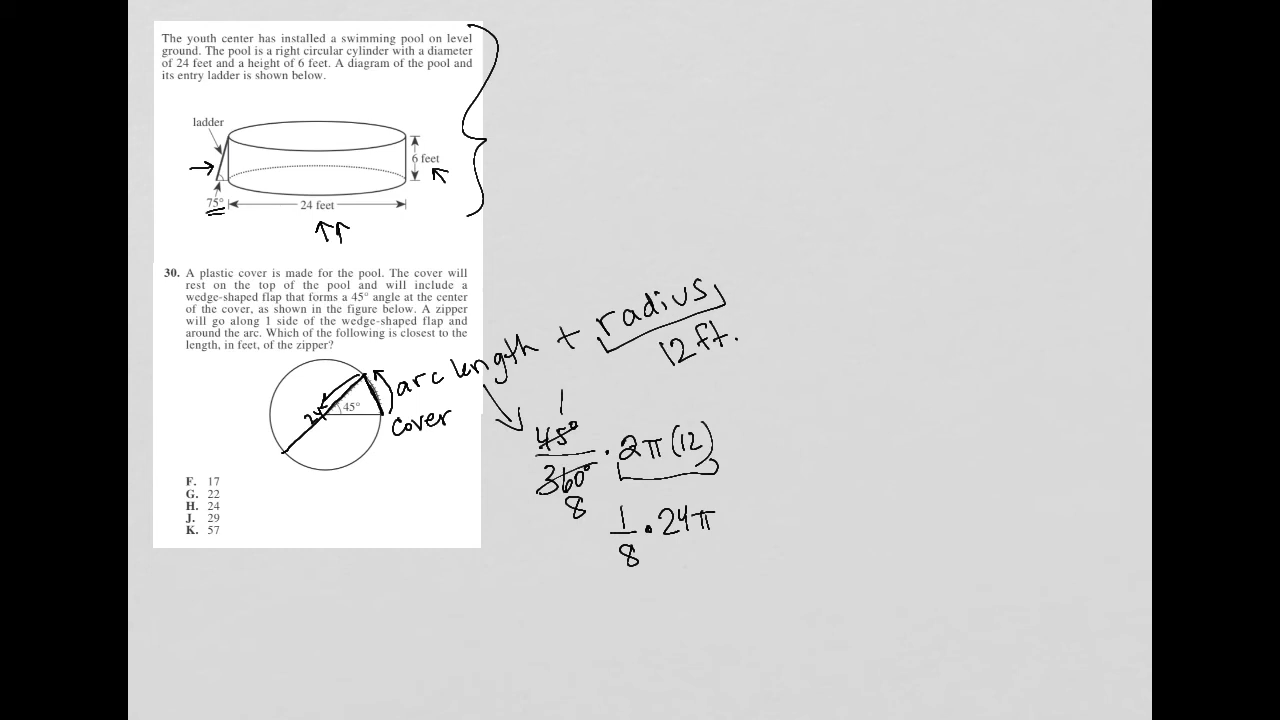 The youth center has installed a swimming pool on level
ground. The pool is a right circular cylinder with a diameter
of 24 feet and a height of 6 feet. A diagram of the pool and
its entry ladder is shown below.
ladder
6 feet
75°
24 feet
30. A plastic cover is made for the pool. The cover will
rest on the top of the pool and will include a
wedge-shaped flap that forms a 45° angle at the center
of the cover, as shown in the figure below. A zipper
will go along 1 side of the wedge-shaped flap and
around the arc. Which of the following is closest to the
length, in feet, of the zipper?
arc length + radius
12 ft.
24
45°
cover
1
45°
360°
8
· 2π(12)
1
8
· 24π
F. 17
G. 22
H. 24
J. 29
K. 57